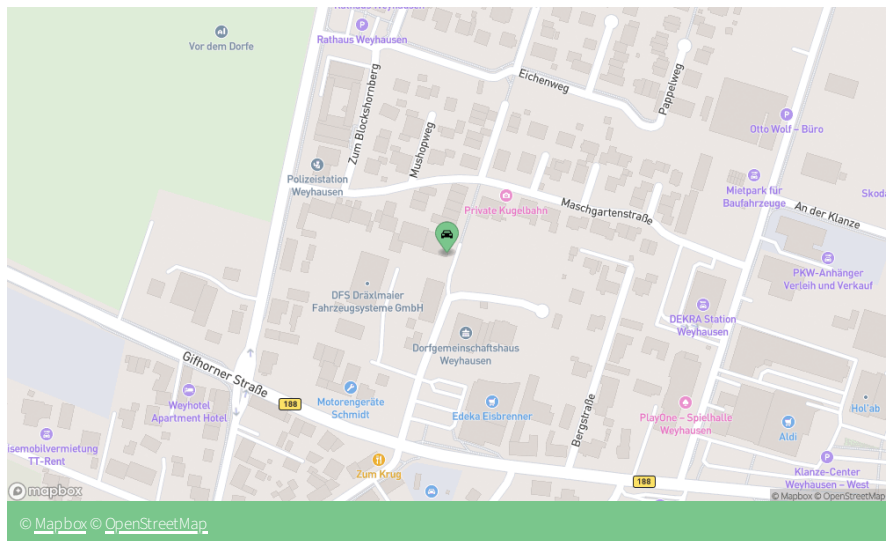 Rathaus Weyhausen
Rathaus Weyhausen
Vor dem Dorfe
Eichenweg
Pappelweg
Zum Blockshornberg
Mushopweg
Otto Wolf – Büro
Polizeistation
Weyhausen
Mietpark für
Baufahrzeuge
Skoda
Private Kugelbahn
Maschgartenstraße
An der Klanze
PKW-Anhänger
Verleih und Verkauf
DFS Dräxlmaier
Fahrzeugsysteme GmbH
DEKRA Station
Weyhausen
Dorfgemeinschaftshaus
Weyhausen
Gifhorner Straße
188
Weyhotel
Apartment Hotel
Motorengeräte
Schmidt
Edeka Eisbrenner
Bergstraße
PlayOne – Spielhalle
Weyhausen
Hol'ab
Aldi
isemobilvermietung
TT-Rent
Zum Krug
188
Klanze-Center
Weyhausen – West
mapbox
© Mapbox © OpenStreetMap
© Mapbox © OpenStreetMap